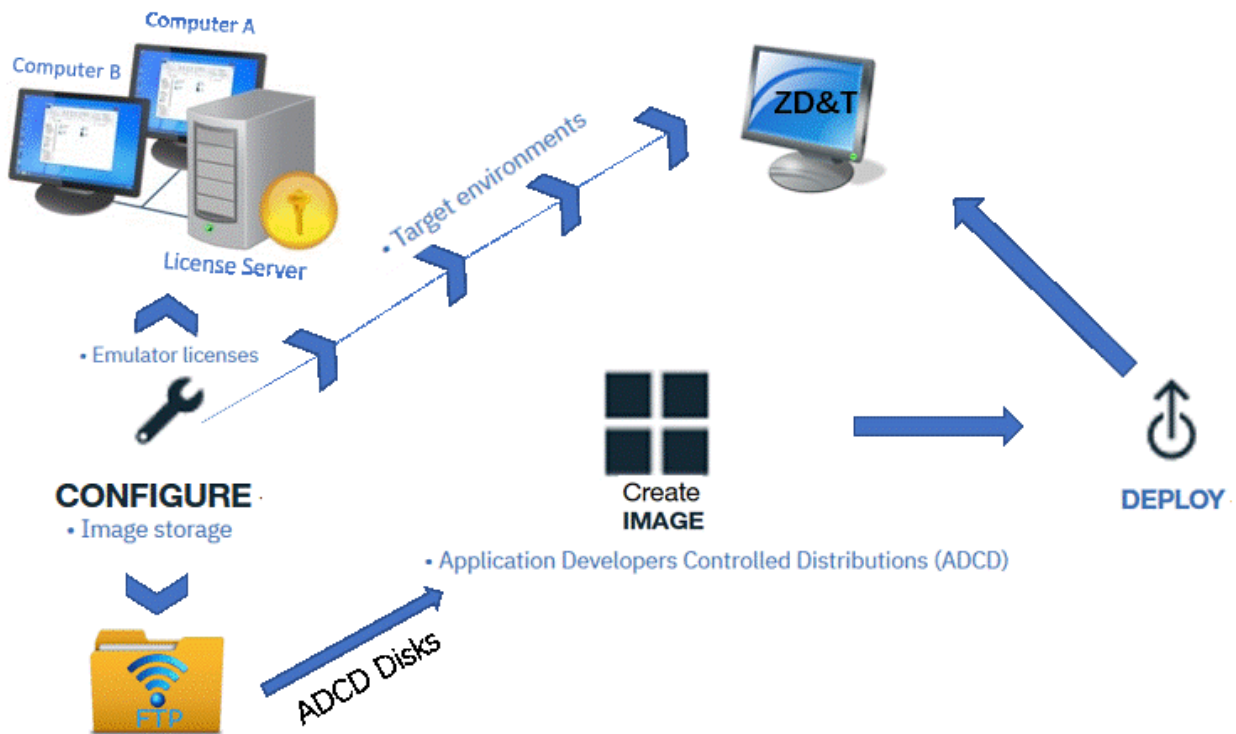 Computer A
Computer B
License Server
• Emulator licenses
• Target environments
ZD&T
CONFIGURE
• Image storage
Create
IMAGE
• Application Developers Controlled Distributions (ADCD)
DEPLOY
FTP
ADCD Disks